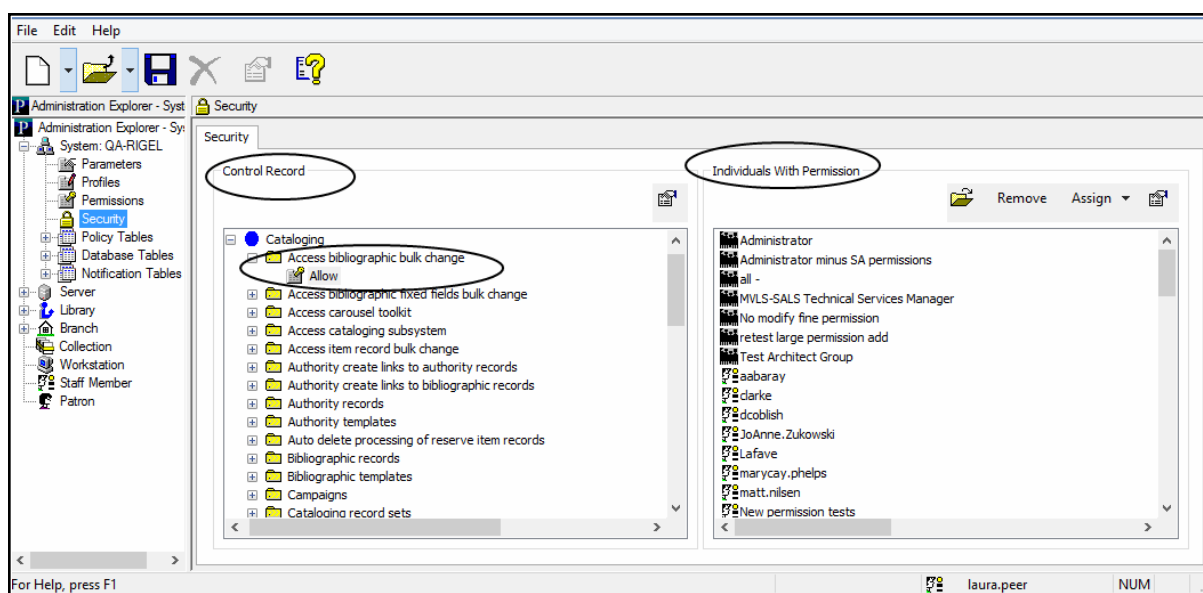 File Edit Help
Administration Explorer - Syst
Security
Administration Explorer - Sy
System: QA-RIGEL
Parameters
Profiles
Permissions
Security
Policy Tables
Database Tables
Notification Tables
Server
Library
Branch
Collection
Workstation
Staff Member
Patron
Security
Control Record
Cataloging
Access bibliographic bulk change
Allow
Access bibliographic fixed fields bulk change
Access carousel toolkit
Access cataloging subsystem
Access item record bulk change
Authority create links to authority records
Authority create links to bibliographic records
Authority records
Authority templates
Auto delete processing of reserve item records
Bibliographic records
Bibliographic templates
Campaigns
Cataloging record sets
Individuals With Permission
Remove Assign
Administrator
Administrator minus SA permissions
all -
MVLS-SALS Technical Services Manager
No modify fine permission
retest large permission add
Test Architect Group
aabaray
clarke
dcoblish
JoAnne.Zukowski
Lafave
marycay.phelps
matt.nilsen
New permission tests
For Help, press F1
laura.peer
NUM